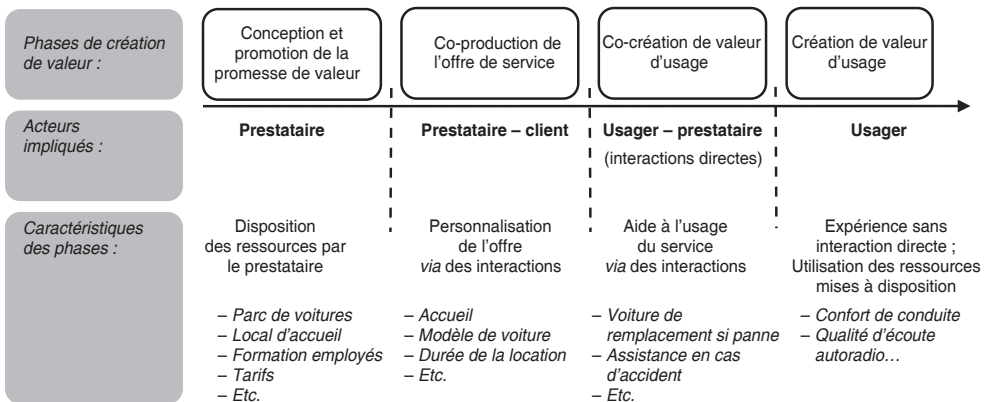 Phases de création
de valeur :
Conception et
promotion de la
promesse de valeur
Co-production de
l'offre de service
Co-création de valeur
d'usage
Création de valeur
d'usage
Acteurs
impliqués :
Prestataire
Prestataire – client
Usager – prestataire
(interactions directes)
Usager
Caractéristiques
des phases :
Disposition
des ressources par
le prestataire
– Parc de voitures
– Local d'accueil
– Formation employés
– Tarifs
– Etc.
Personnalisation
de l'offre
via des interactions
– Accueil
– Modèle de voiture
– Durée de la location
– Etc.
Aide à l'usage
du service
via des interactions
– Voiture de
remplacement si panne
– Assistance en cas
d'accident
– Etc.
Expérience sans
interaction directe ;
Utilisation des ressources
mises à disposition
– Confort de conduite
– Qualité d'écoute
autoradio…